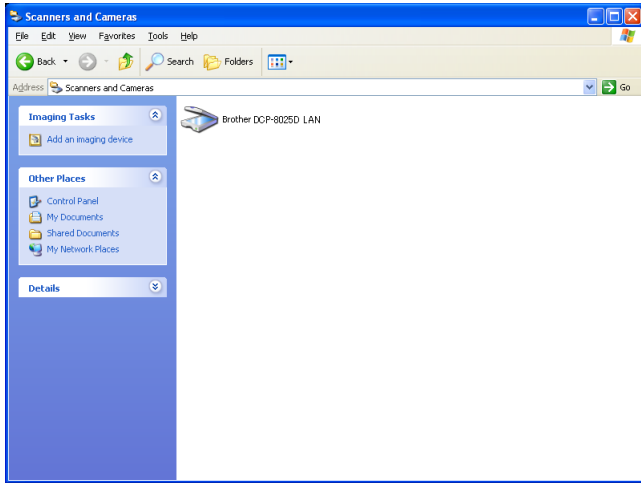 Scanners and Cameras
File Edit View Favorites Tools Help
Back Search Folders
Address Scanners and Cameras Go
Imaging Tasks
Add an imaging device
Other Places
Control Panel
My Documents
Shared Documents
My Network Places
Details
Brother DCP-8025D LAN